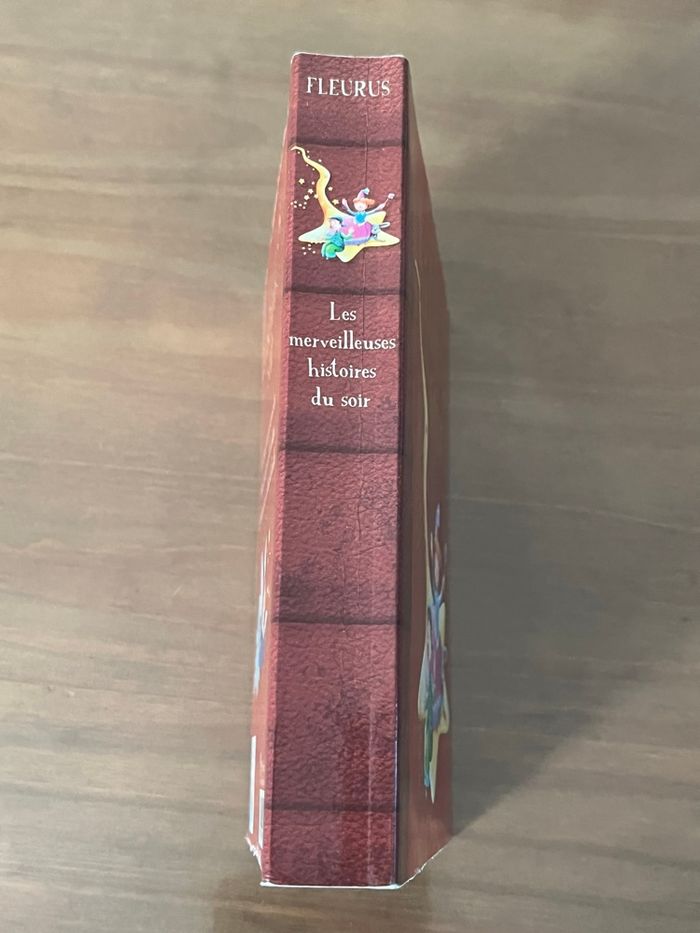 FLEURUS
Les
merveilleuses
histoires
du soir